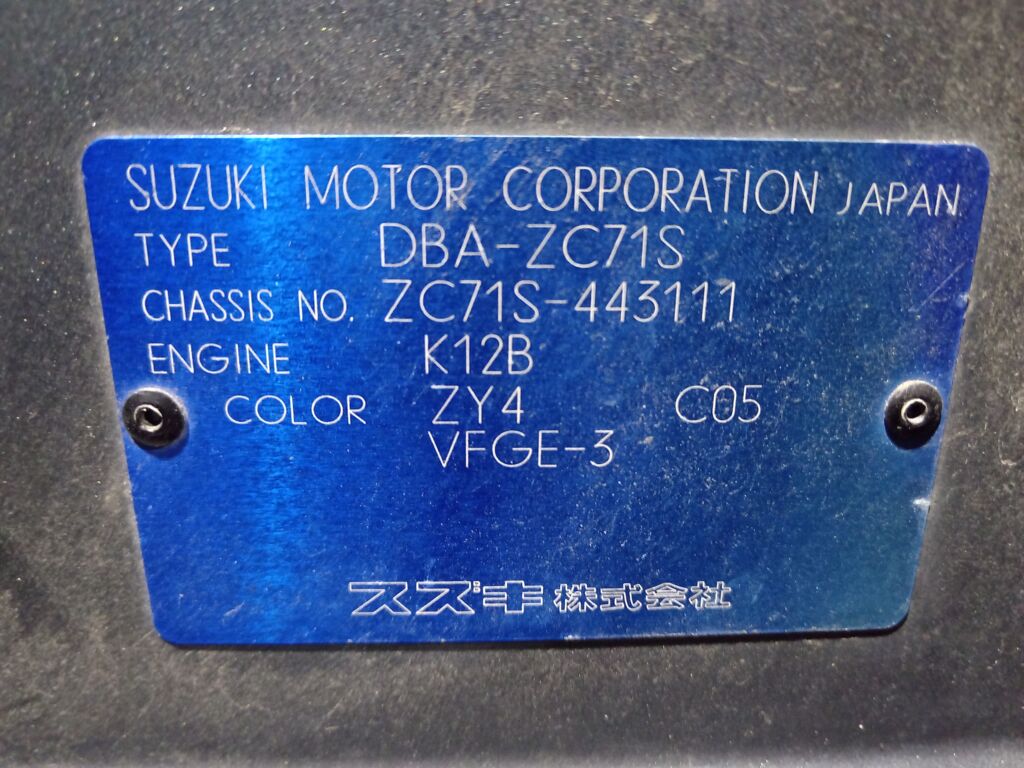 SUZUKI MOTOR CORPORATION JAPAN
TYPE DBA-ZC71S
CHASSIS NO. ZC71S-443111
ENGINE K12B
COLOR ZY4 C05
VFGE-3
スズキ株式会社